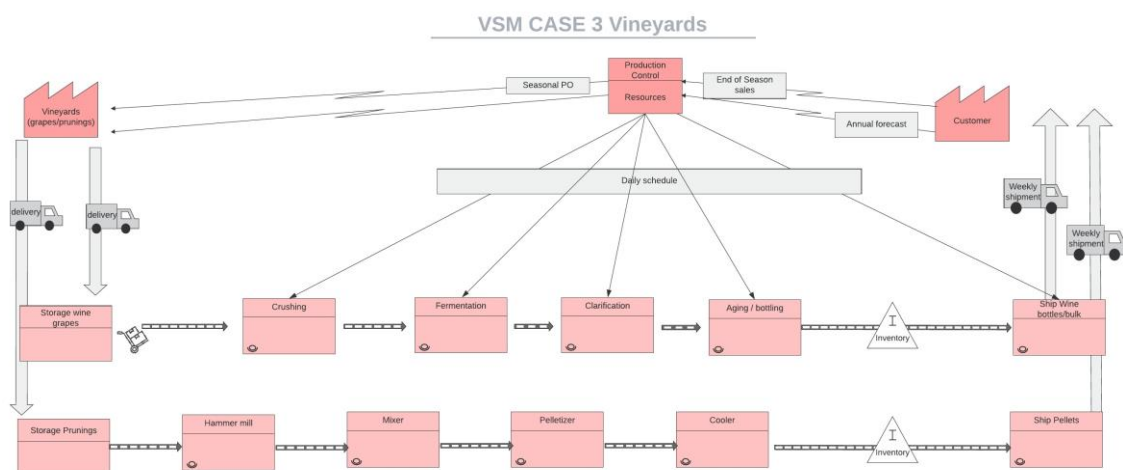 VSM CASE 3 Vineyards
Production
Control
Resources
Seasonal PO
End of Season
sales
Annual forecast
Vineyards
(grapes/prunings)
Customer
Daily schedule
delivery
delivery
Weekly
shipment
Weekly
shipment
Storage wine
grapes
Crushing
Fermentation
Clarification
Aging / bottling
I
Inventory
Ship Wine
bottles/bulk
Storage Prunings
Hammer mill
Mixer
Pelletizer
Cooler
I
Inventory
Ship Pellets